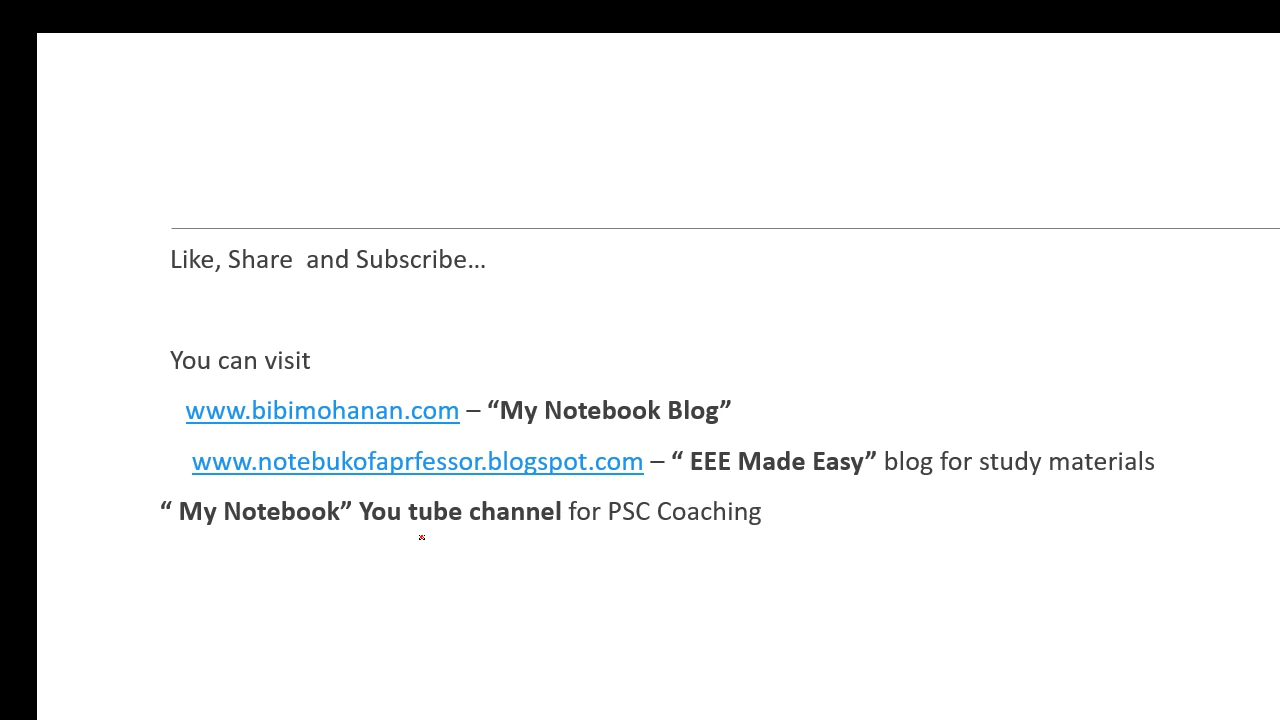 Like, Share  and Subscribe…
You can visit
www.bibimohanan.com – “My Notebook Blog”
www.notebukofaprfessor.blogspot.com – “ EEE Made Easy” blog for study materials
“ My Notebook” You tube channel for PSC Coaching